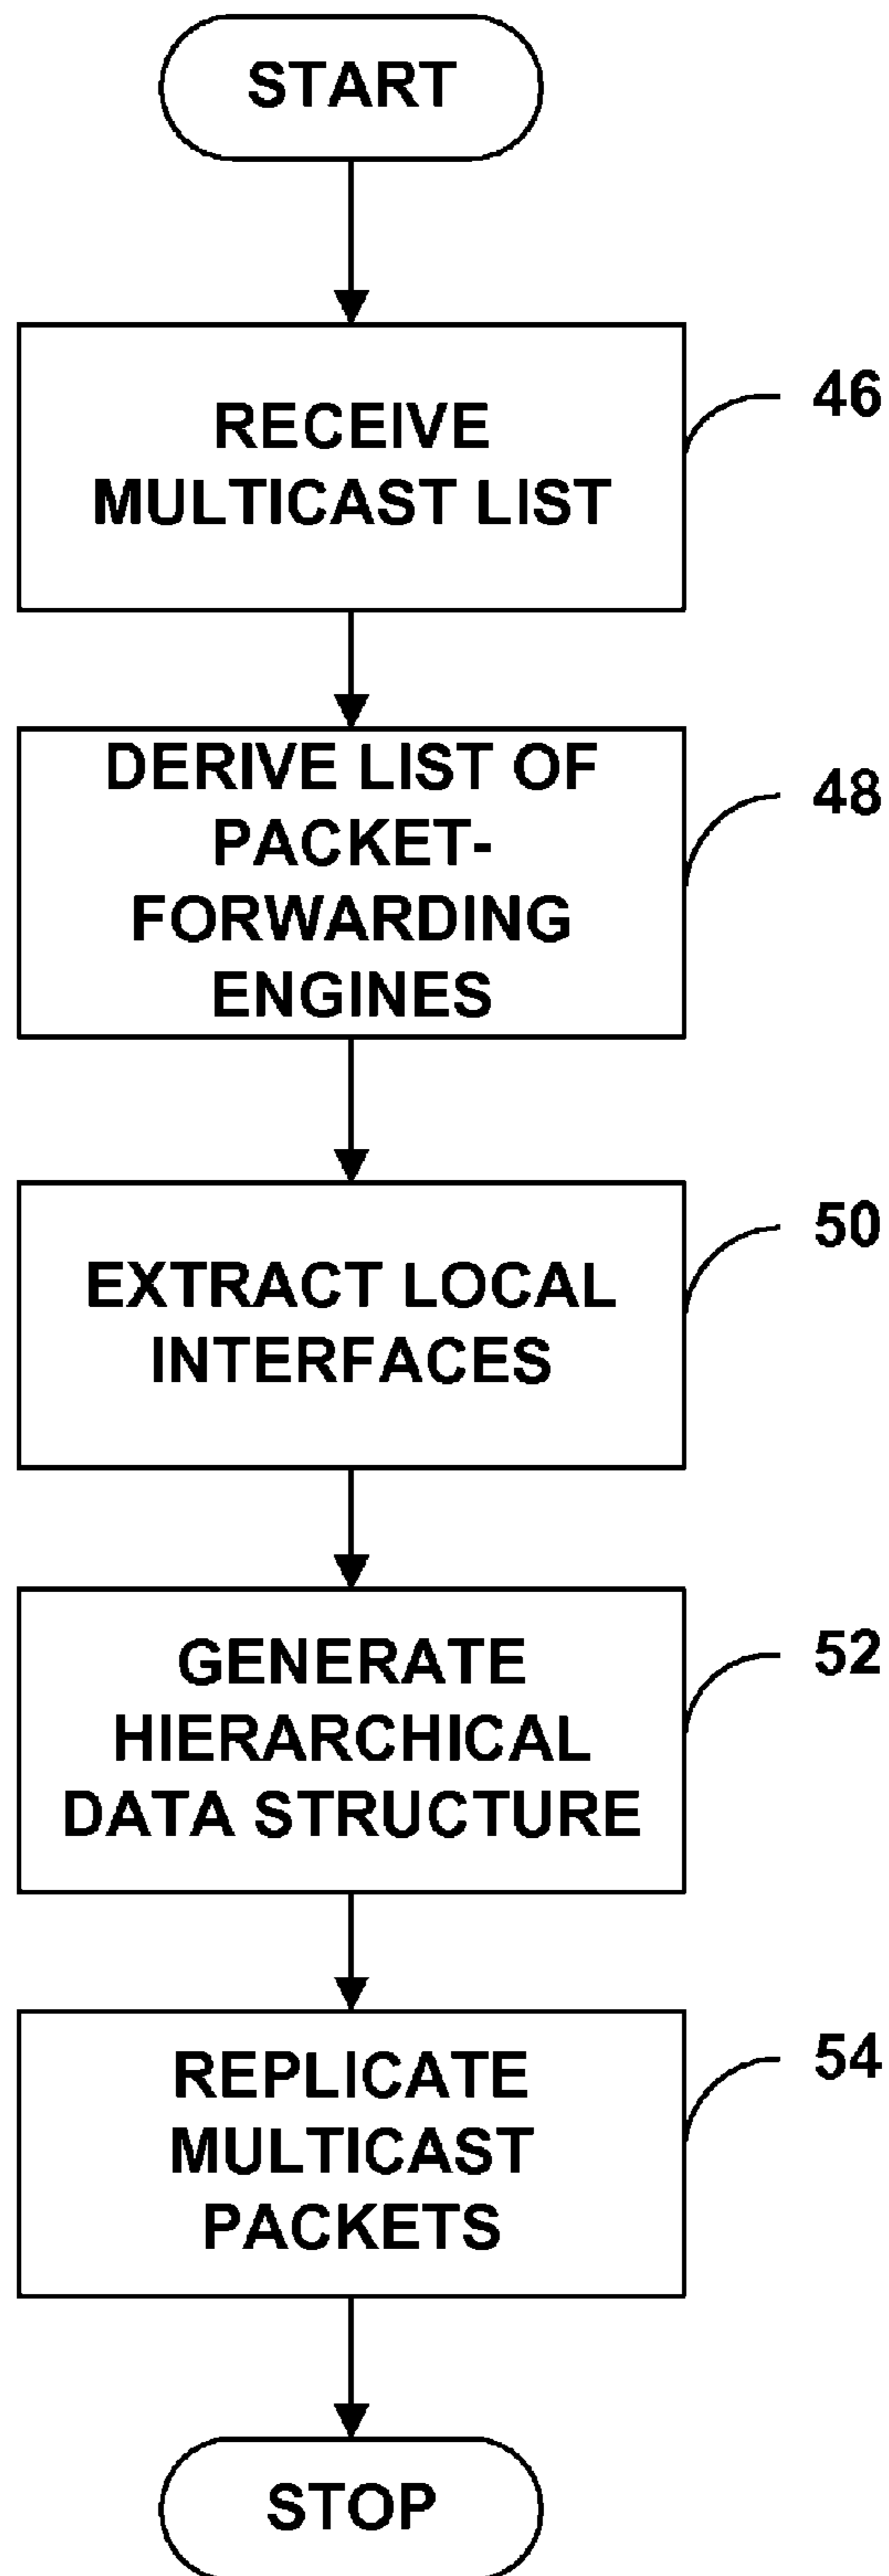 START
RECEIVE
MULTICAST LIST
46
DERIVE LIST OF
PACKET-
FORWARDING
ENGINES
48
EXTRACT LOCAL
INTERFACES
50
GENERATE
HIERARCHICAL
DATA STRUCTURE
52
REPLICATE
MULTICAST
PACKETS
54
STOP